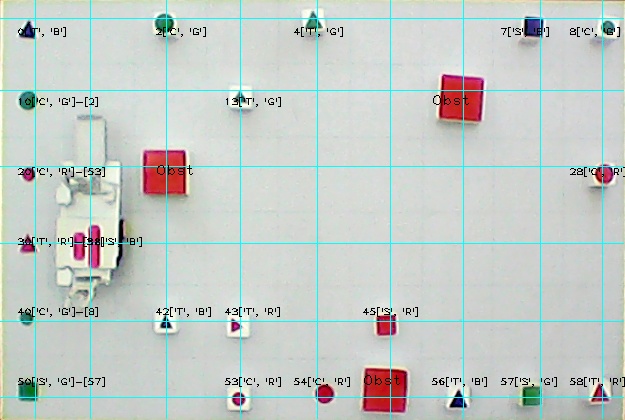 0['T', 'B']
2['C', 'G']
4['T', 'G']
7['S', 'B']
8['C', 'G']
10['C', 'G']-[2]
13['T', 'G']
Obst
20['C', 'R']-[53]
Obst
28['C', 'R']
30['T', 'R']
'S', 'B']
40['C', 'G']-[8]
42['T', 'B']
43['T', 'R']
45['S', 'R']
50['S', 'G']-[57]
53['C', 'R']
54['C', 'R']
Obst
56['T', 'B']
57['S', 'G']
58['T', 'R']